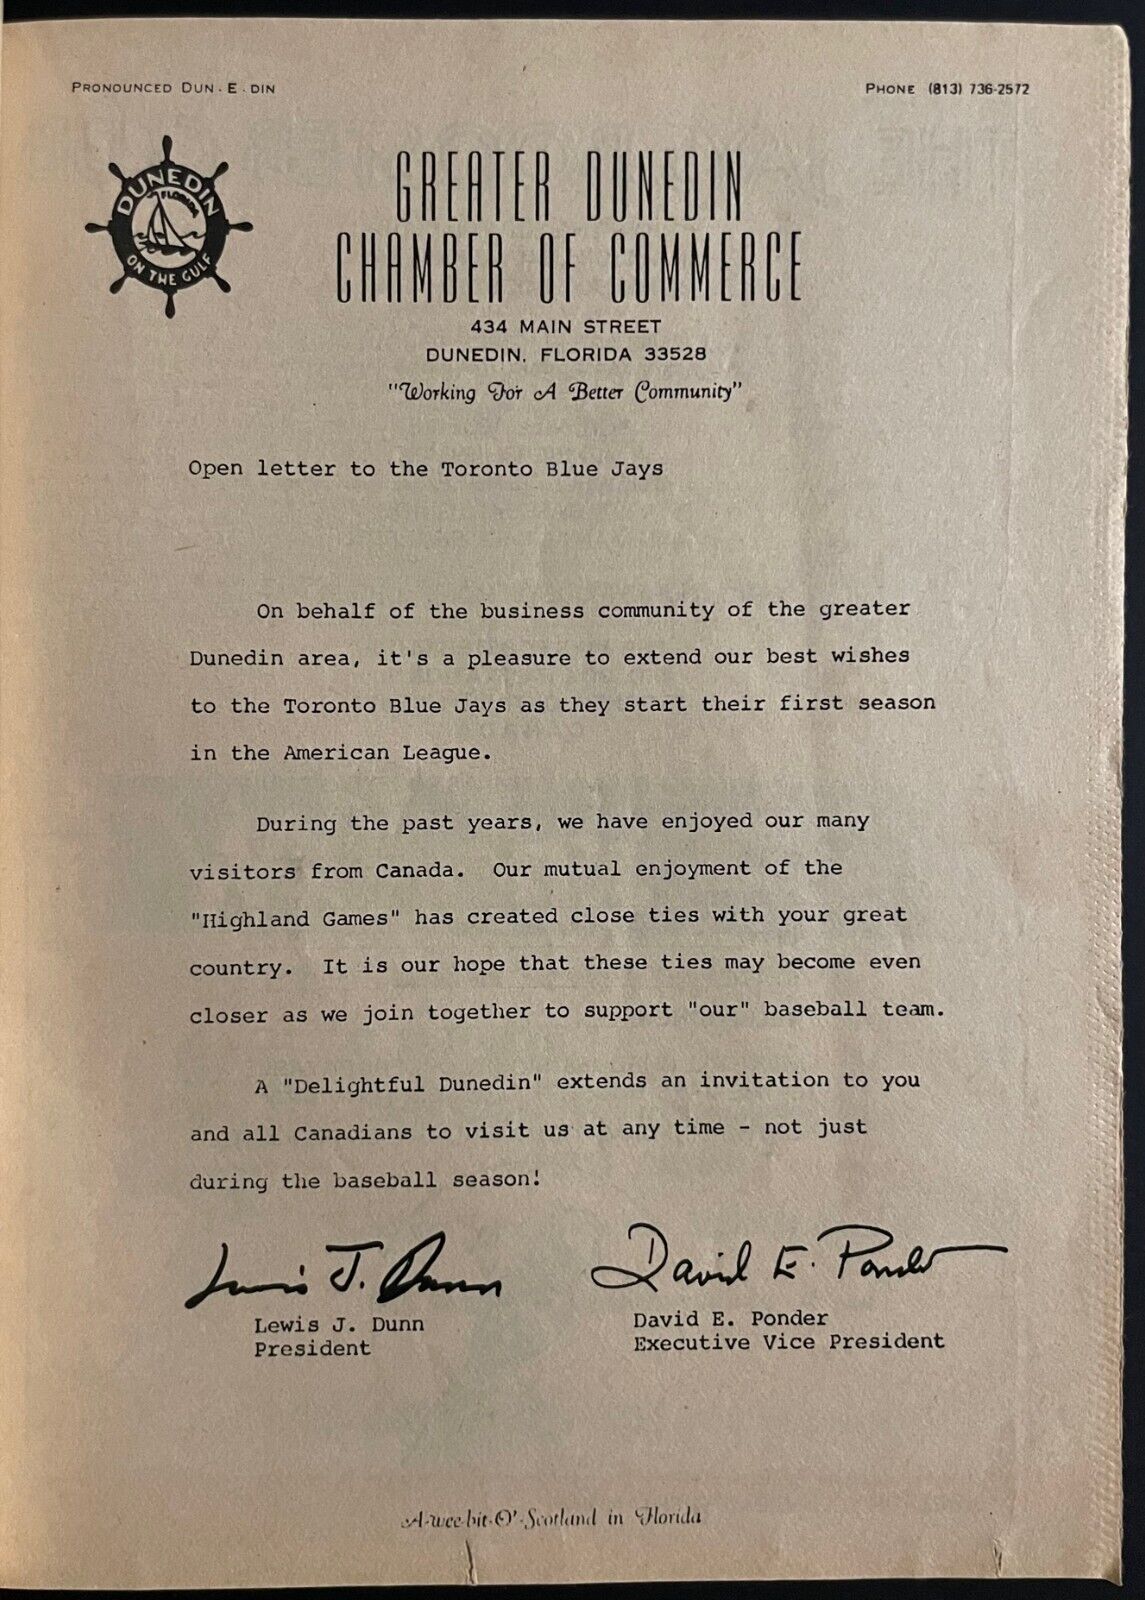 PRONOUNCED DUN · E · DIN
PHONE (813) 736-2572
DUNEDIN
FLORIDA
ON THE GULF
GREATER DUNEDIN
CHAMBER OF COMMERCE
434 MAIN STREET
DUNEDIN, FLORIDA 33528
"Working For A Better Community"
Open letter to the Toronto Blue Jays
On behalf of the business community of the greater
Dunedin area, it's a pleasure to extend our best wishes
to the Toronto Blue Jays as they start their first season
in the American League.
During the past years, we have enjoyed our many
visitors from Canada. Our mutual enjoyment of the
"Highland Games" has created close ties with your great
country. It is our hope that these ties may become even
closer as we join together to support "our" baseball team.
A "Delightful Dunedin" extends an invitation to you
and all Canadians to visit us at any time - not just
during the baseball season!
Lewis J. Dunn
David E. Ponder
Lewis J. Dunn
President
David E. Ponder
Executive Vice President
A-wee-bit-O'-Scotland in Florida